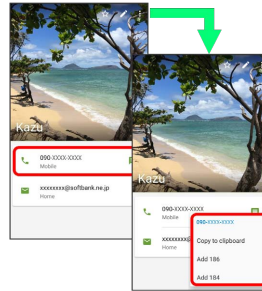 Kazu
090-XXXX-XXXX
Mobile
xxxxxxxx@softbank.ne.jp
Home
Kazu
090-XXXX-XXXX
Mobile
xxxxxxxx@
Home
090-XXXX-XXXX
Copy to clipboard
Add 186
Add 184